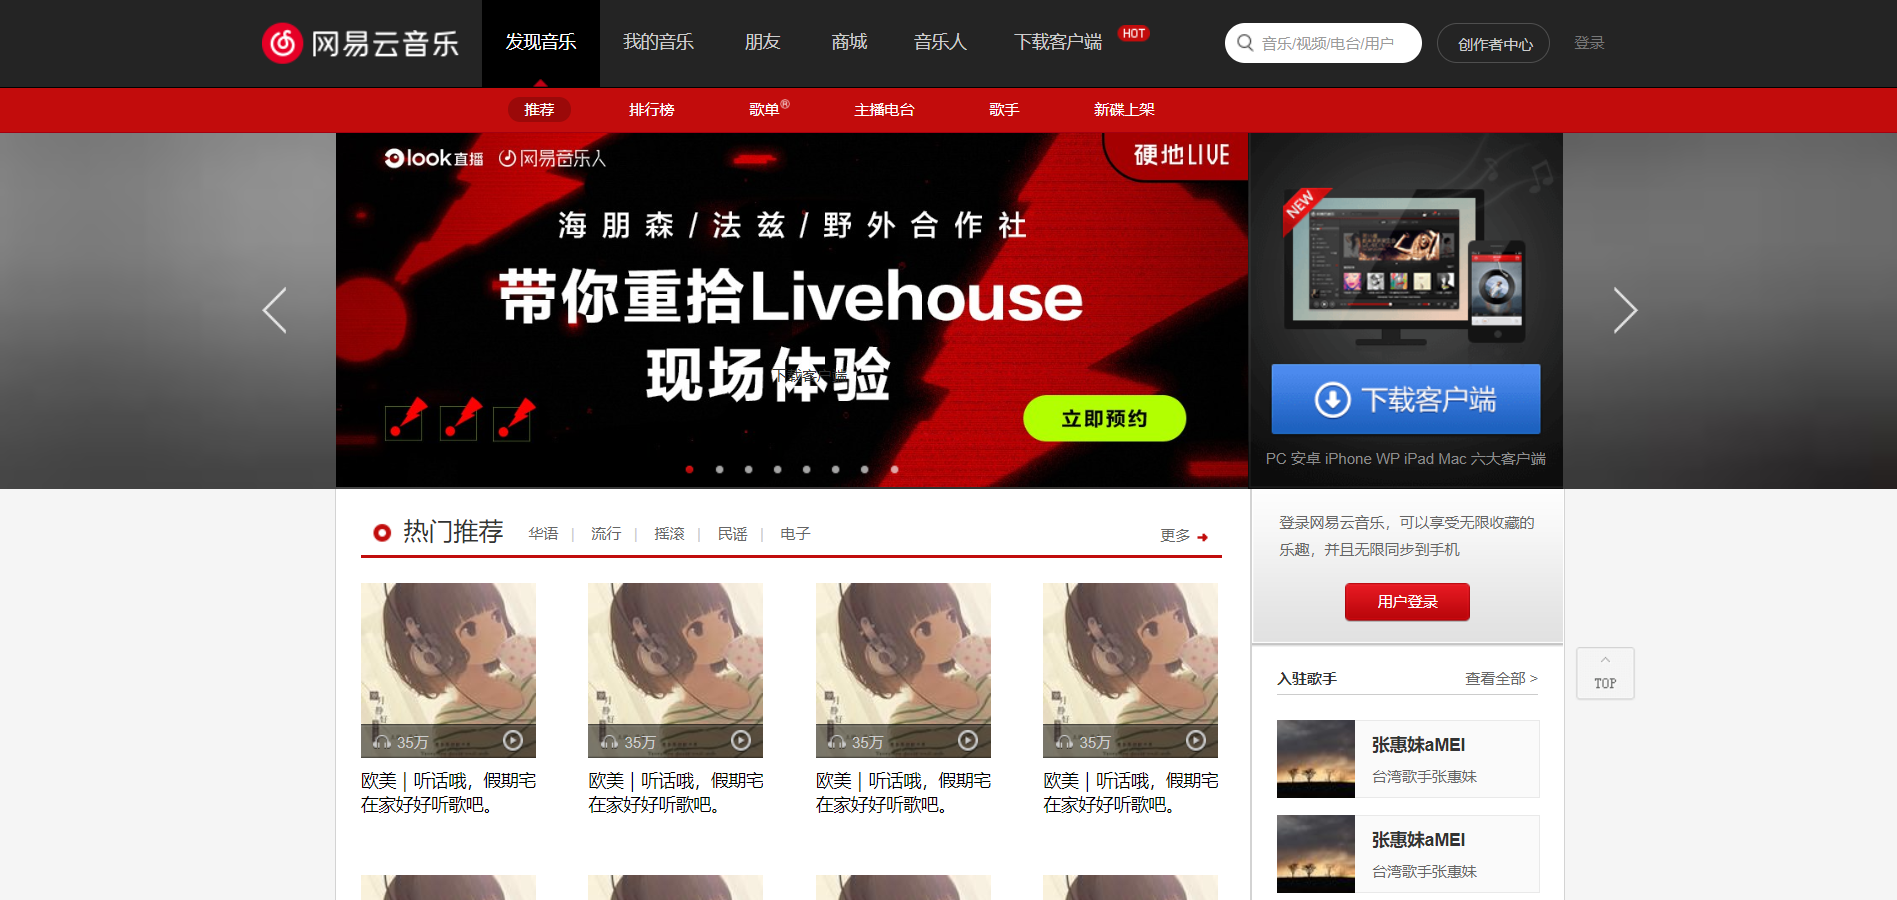 网易云音乐
发现音乐 我的音乐 朋友 商城 音乐人 下载客户端 HOT
音乐/视频/电台/用户
创作者中心 登录
推荐 排行榜 歌单® 主播电台 歌手 新碟上架
look直播 网易音乐人
硬地LIVE
海朋森/法兹/野外合作社
带你重拾Livehouse
现场体验
下载客户端
立即预约
NEW
下载客户端
PC 安卓 iPhone WP iPad Mac 六大客户端
热门推荐 华语 | 流行 | 摇滚 | 民谣 | 电子
更多
35万
35万
35万
35万
欧美 | 听话哦，假期宅
在家好好听歌吧。
欧美 | 听话哦，假期宅
在家好好听歌吧。
欧美 | 听话哦，假期宅
在家好好听歌吧。
欧美 | 听话哦，假期宅
在家好好听歌吧。
登录网易云音乐，可以享受无限收藏的
乐趣，并且无限同步到手机
用户登录
入驻歌手 查看全部 >
张惠妹aMEI
台湾歌手张惠妹
张惠妹aMEI
台湾歌手张惠妹
TOP